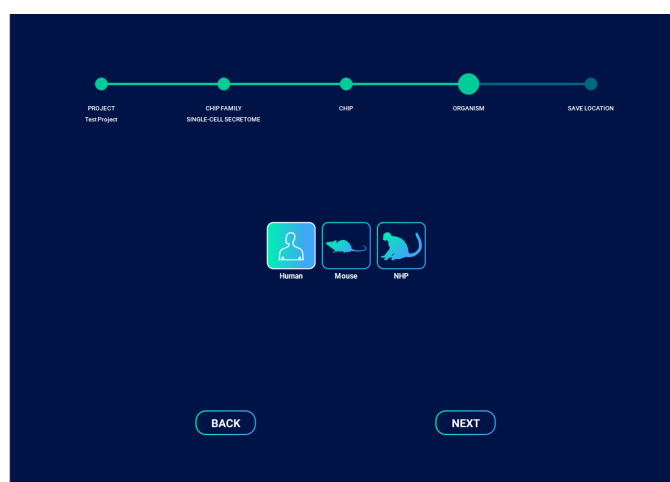 PROJECT
Test Project
CHIP FAMILY
SINGLE-CELL SECRETOME
CHIP
ORGANISM
SAVE LOCATION
Human
Mouse
NHP
BACK
NEXT